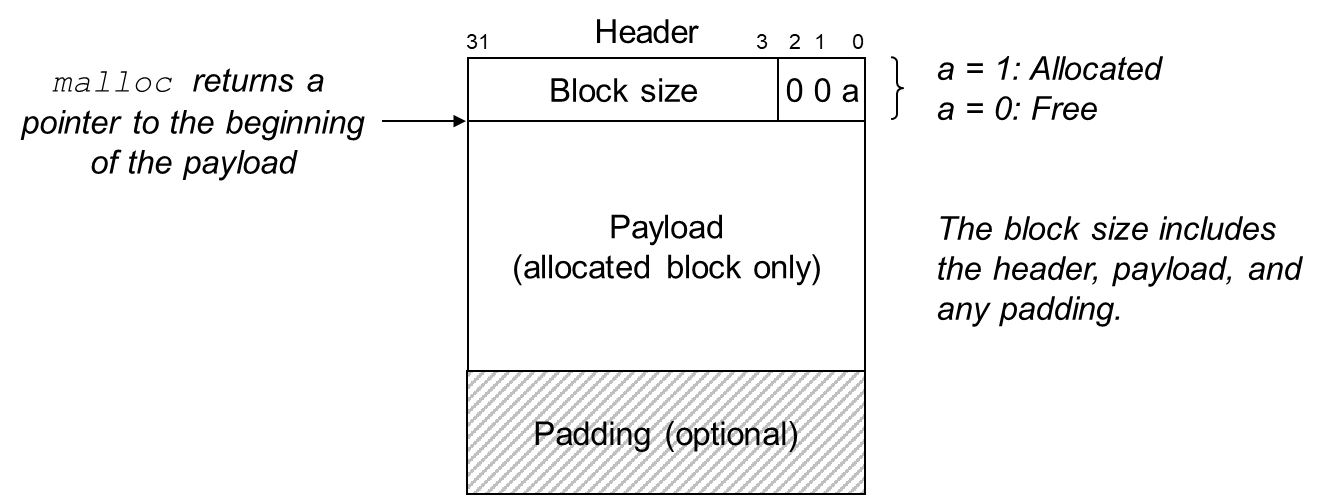 Header
31 3 2 1 0
malloc returns a
pointer to the beginning
of the payload
Block size 0 0 a
a = 1: Allocated
a = 0: Free
Payload
(allocated block only)
The block size includes
the header, payload, and
any padding.
Padding (optional)